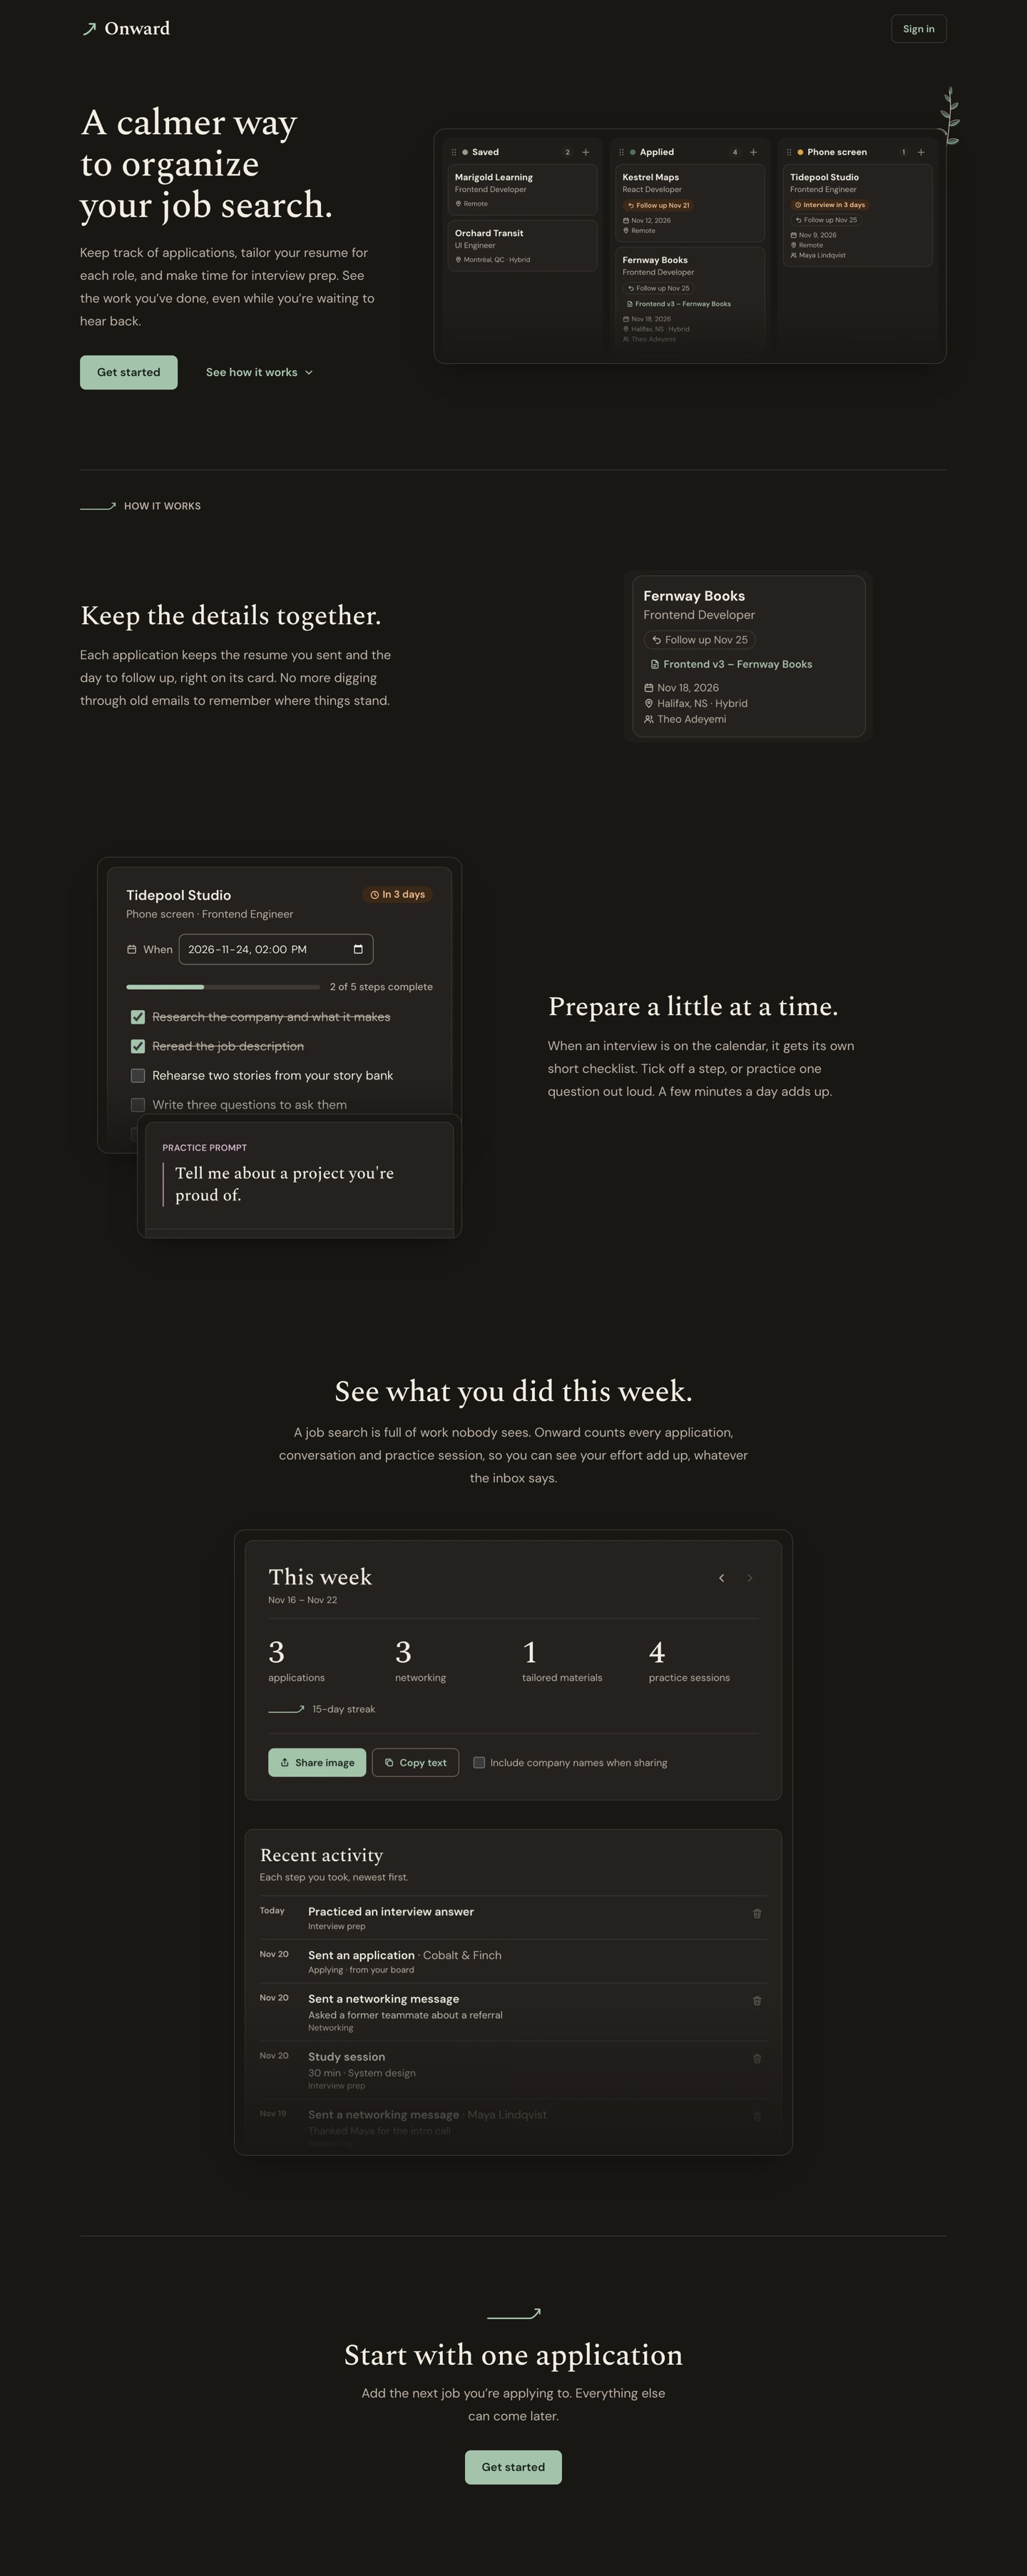 Onward
Sign in
A calmer way
to organize
your job search.
Keep track of applications, tailor your resume for
each role, and make time for interview prep. See
the work you’ve done, even while you’re waiting to
hear back.
Get started
See how it works
Saved 2
Marigold Learning
Frontend Developer
Remote
Orchard Transit
UI Engineer
Montréal, QC · Hybrid
Applied 4
Kestrel Maps
React Developer
Follow up Nov 21
Nov 12, 2026
Remote
Fernway Books
Frontend Developer
Follow up Nov 25
Frontend v3 – Fernway Books
Nov 18, 2026
Halifax, NS · Hybrid
Theo Adeyemi
Phone screen 1
Tidepool Studio
Frontend Engineer
Interview in 3 days
Follow up Nov 25
Nov 9, 2026
Remote
Maya Lindqvist
HOW IT WORKS
Keep the details together.
Each application keeps the resume you sent and the
day to follow up, right on its card. No more digging
through old emails to remember where things stand.
Fernway Books
Frontend Developer
Follow up Nov 25
Frontend v3 – Fernway Books
Nov 18, 2026
Halifax, NS · Hybrid
Theo Adeyemi
Tidepool Studio
In 3 days
Phone screen · Frontend Engineer
When 2026-11-24, 02:00 PM
2 of 5 steps complete
Research the company and what it makes
Reread the job description
Rehearse two stories from your story bank
Write three questions to ask them
PRACTICE PROMPT
Tell me about a project you're
proud of.
Prepare a little at a time.
When an interview is on the calendar, it gets its own
short checklist. Tick off a step, or practice one
question out loud. A few minutes a day adds up.
See what you did this week.
A job search is full of work nobody sees. Onward counts every application,
conversation and practice session, so you can see your effort add up, whatever
the inbox says.
This week
Nov 16 – Nov 22
3 applications
3 networking
1 tailored materials
4 practice sessions
15-day streak
Share image
Copy text
Include company names when sharing
Recent activity
Each step you took, newest first.
Today
Practiced an interview answer
Interview prep
Nov 20
Sent an application · Cobalt & Finch
Applying · from your board
Nov 20
Sent a networking message
Asked a former teammate about a referral
Networking
Nov 20
Study session
30 min · System design
Interview prep
Nov 19
Sent a networking message · Maya Lindqvist
Thanked Maya for the intro call
Start with one application
Add the next job you’re applying to. Everything else
can come later.
Get started